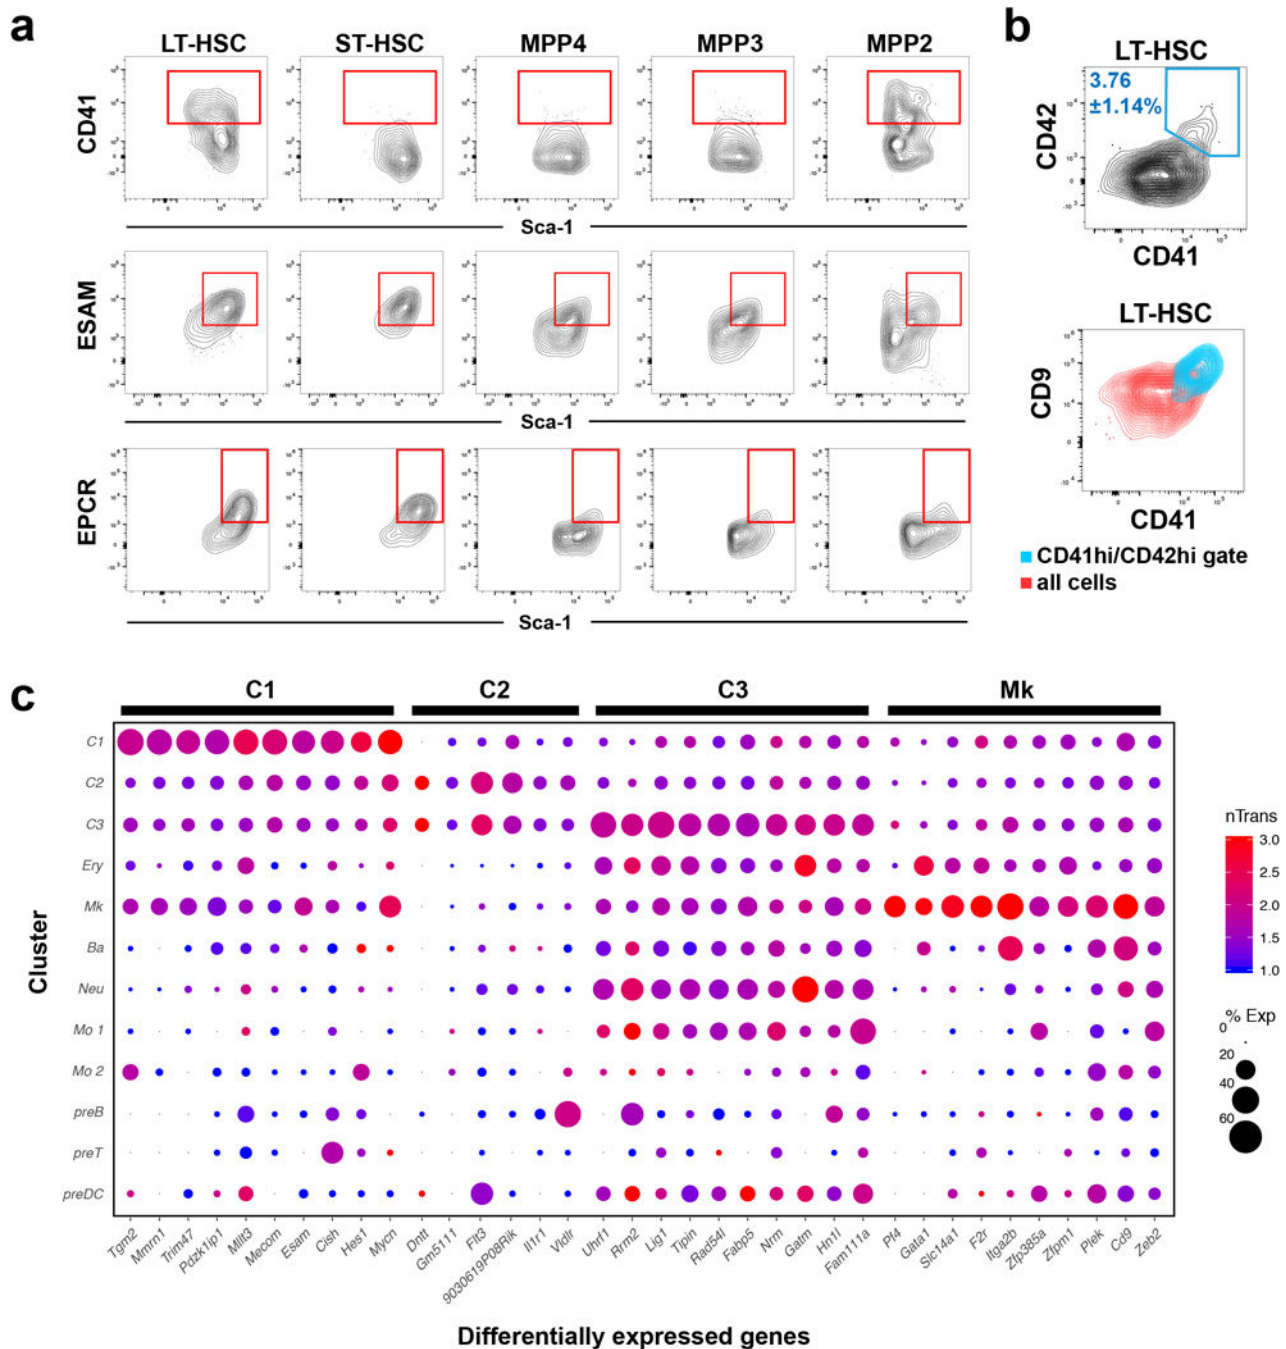 a
LT-HSC ST-HSC MPP4 MPP3 MPP2
CD41
Sca-1
ESAM
Sca-1
EPCR
Sca-1
b
LT-HSC
3.76
±1.14%
CD42
CD41
LT-HSC
CD9
CD41
CD41hi/CD42hi gate
all cells
c
C1 C2 C3 Mk
Cluster
C1
C2
C3
Ery
Mk
Ba
Neu
Mo 1
Mo 2
preB
preT
preDC
Tgm2 Mmrn1 Trim47 Pdzk1ip1 Mllt3 Mecom Esam Cish Hes1 Mycn Dntt Gm5111 Flt3 9030619P08Rik Il1r1 Vldlr Uhrf1 Rrm2 Lig1 Tipin Rad54l Fabp5 Nrm Gatm Hn1l Fam111a Pf4 Gata1 Slc14a1 F2r Itga2b Zfp385a Zfpm1 Plek Cd9 Zeb2
Differentially expressed genes
nTrans
3.0
2.5
2.0
1.5
1.0
% Exp
0
20
40
60